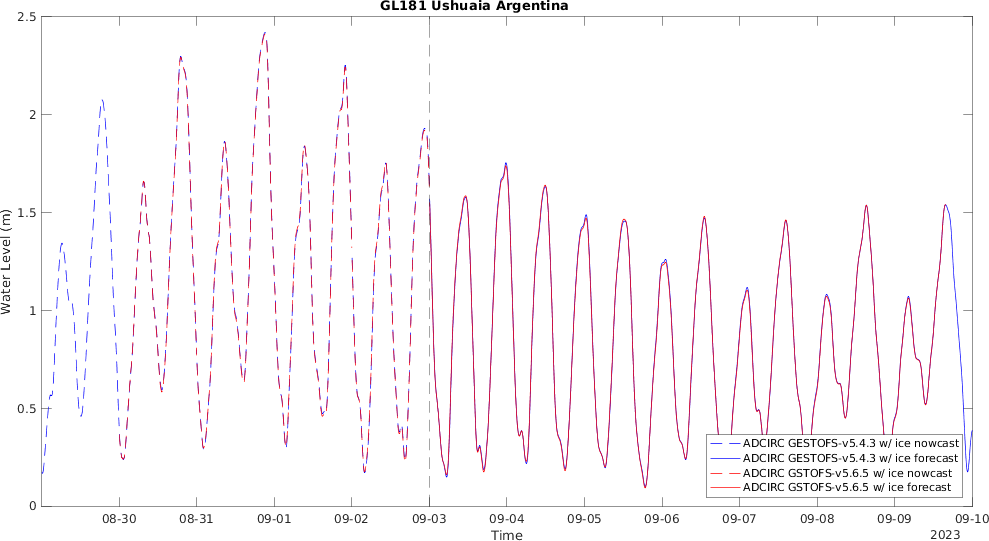 GL181 Ushuaia Argentina
2.5
2
1.5
1
0.5
0
Water Level (m)
ADCIRC GESTOFS-v5.4.3 w/ ice nowcast
ADCIRC GESTOFS-v5.4.3 w/ ice forecast
ADCIRC GSTOFS-v5.6.5 w/ ice nowcast
ADCIRC GSTOFS-v5.6.5 w/ ice forecast
08-30 08-31 09-01 09-02 09-03 09-04 09-05 09-06 09-07 09-08 09-09 09-10
Time
2023